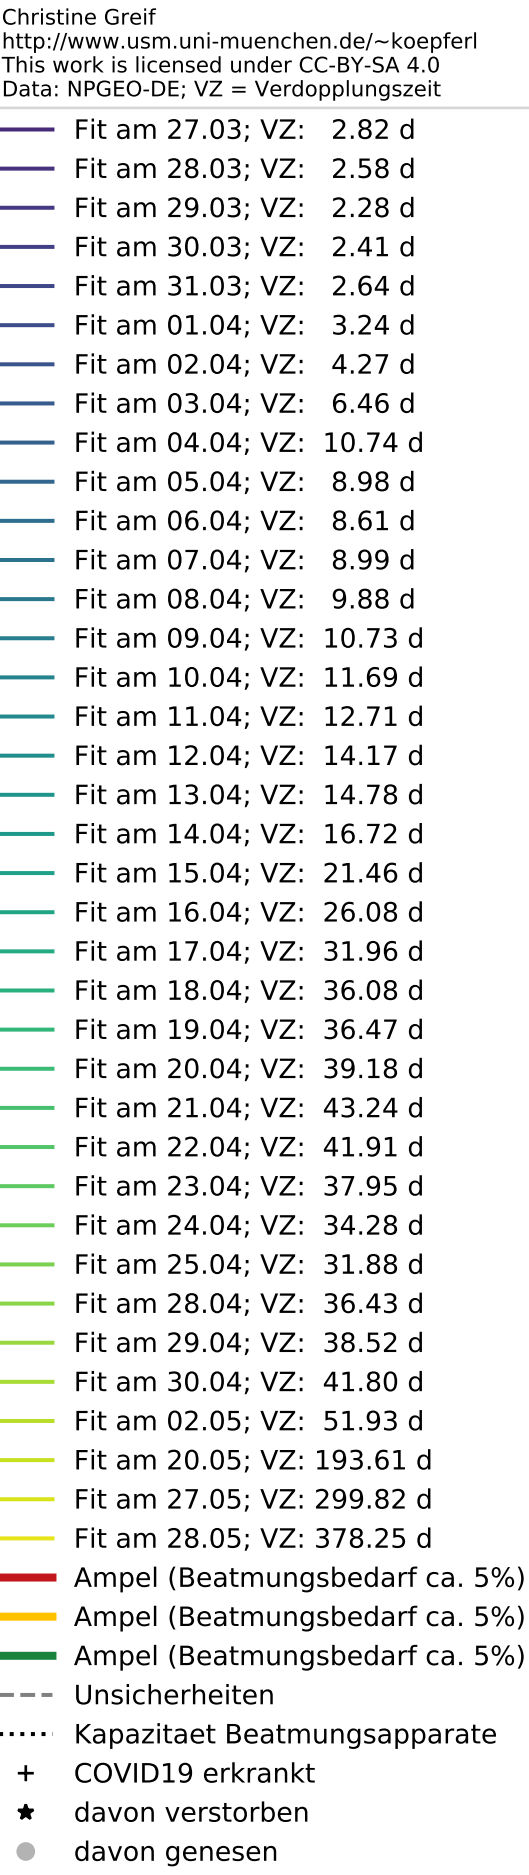 Christine Greif
http://www.usm.uni-muenchen.de/~koepferl
This work is licensed under CC-BY-SA 4.0
Data: NPGEO-DE; VZ = Verdopplungszeit
Fit am 27.03; VZ: 2.82 d
Fit am 28.03; VZ: 2.58 d
Fit am 29.03; VZ: 2.28 d
Fit am 30.03; VZ: 2.41 d
Fit am 31.03; VZ: 2.64 d
Fit am 01.04; VZ: 3.24 d
Fit am 02.04; VZ: 4.27 d
Fit am 03.04; VZ: 6.46 d
Fit am 04.04; VZ: 10.74 d
Fit am 05.04; VZ: 8.98 d
Fit am 06.04; VZ: 8.61 d
Fit am 07.04; VZ: 8.99 d
Fit am 08.04; VZ: 9.88 d
Fit am 09.04; VZ: 10.73 d
Fit am 10.04; VZ: 11.69 d
Fit am 11.04; VZ: 12.71 d
Fit am 12.04; VZ: 14.17 d
Fit am 13.04; VZ: 14.78 d
Fit am 14.04; VZ: 16.72 d
Fit am 15.04; VZ: 21.46 d
Fit am 16.04; VZ: 26.08 d
Fit am 17.04; VZ: 31.96 d
Fit am 18.04; VZ: 36.08 d
Fit am 19.04; VZ: 36.47 d
Fit am 20.04; VZ: 39.18 d
Fit am 21.04; VZ: 43.24 d
Fit am 22.04; VZ: 41.91 d
Fit am 23.04; VZ: 37.95 d
Fit am 24.04; VZ: 34.28 d
Fit am 25.04; VZ: 31.88 d
Fit am 28.04; VZ: 36.43 d
Fit am 29.04; VZ: 38.52 d
Fit am 30.04; VZ: 41.80 d
Fit am 02.05; VZ: 51.93 d
Fit am 20.05; VZ: 193.61 d
Fit am 27.05; VZ: 299.82 d
Fit am 28.05; VZ: 378.25 d
Ampel (Beatmungsbedarf ca. 5%)
Ampel (Beatmungsbedarf ca. 5%)
Ampel (Beatmungsbedarf ca. 5%)
Unsicherheiten
Kapazitaet Beatmungsapparate
COVID19 erkrankt
davon verstorben
davon genesen